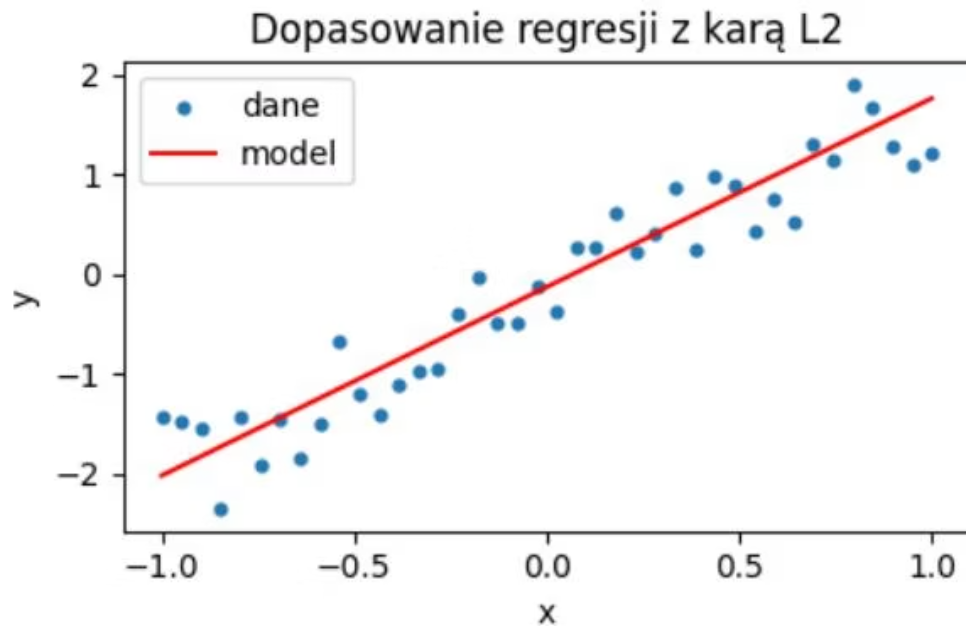 Dopasowanie regresji z karą L2
dane
model
2
1
0
−1
−2
y
−1.0 −0.5 0.0 0.5 1.0
x